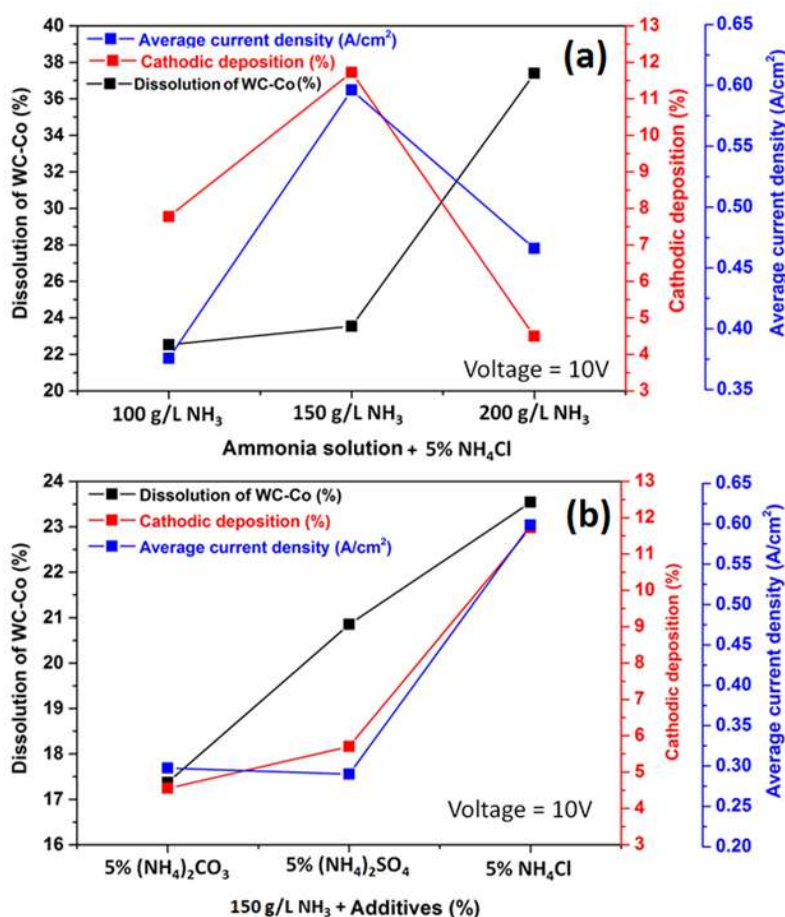 40
38
36
34
32
30
28
26
24
22
20
Dissolution of WC-Co (%)
Average current density (A/cm²)
Cathodic deposition (%)
Dissolution of WC-Co (%)
(a)
Voltage = 10V
13
12
11
10
9
8
7
6
5
4
3
Cathodic deposition (%)
0.65
0.60
0.55
0.50
0.45
0.40
0.35
Average current density (A/cm²)
100 g/L NH₃ 150 g/L NH₃ 200 g/L NH₃
Ammonia solution + 5% NH₄Cl
24
23
22
21
20
19
18
17
16
Dissolution of WC-Co (%)
Dissolution of WC-Co (%)
Cathodic deposition (%)
Average current density (A/cm²)
(b)
Voltage = 10V
13
12
11
10
9
8
7
6
5
4
3
Cathodic deposition (%)
0.65
0.60
0.55
0.50
0.45
0.40
0.35
0.30
0.25
0.20
Average current density (A/cm²)
5% (NH₄)₂CO₃ 5% (NH₄)₂SO₄ 5% NH₄Cl
150 g/L NH₃ + Additives (%)